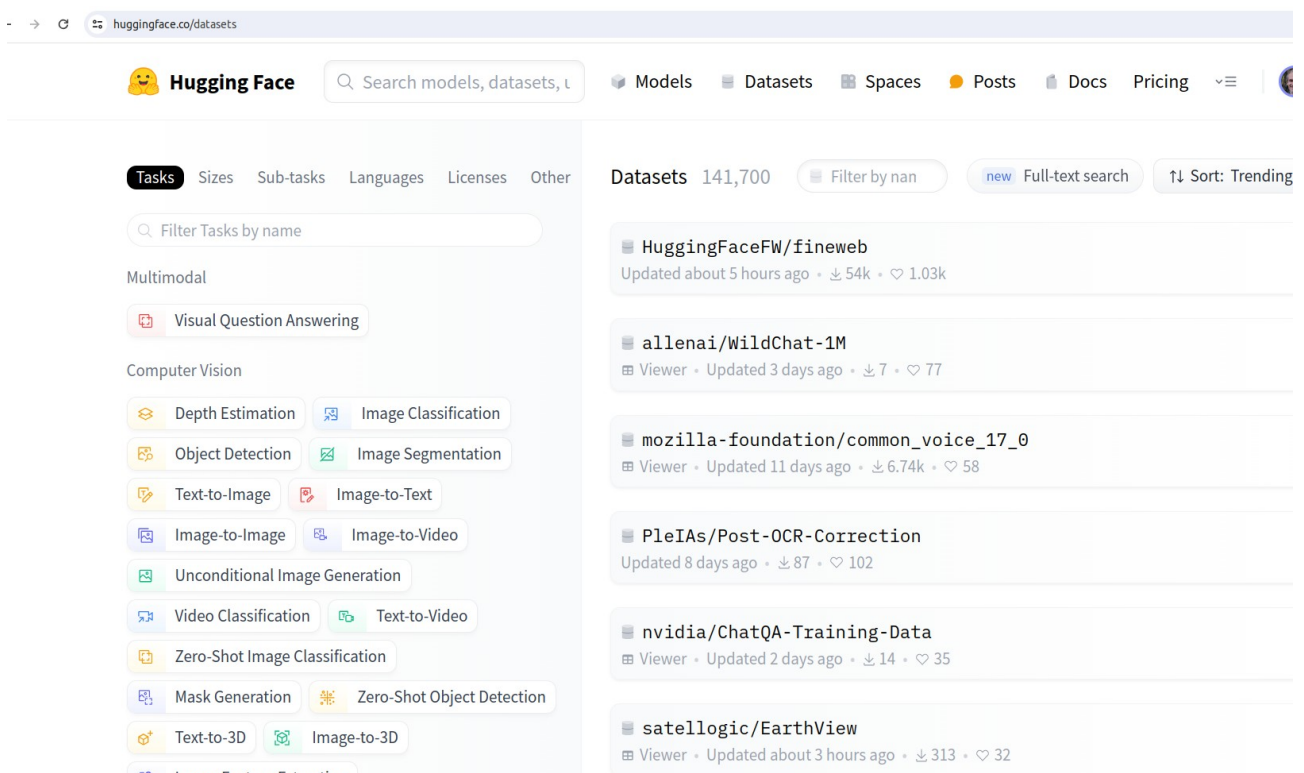 huggingface.co/datasets
Hugging Face
Search models, datasets, u
Models Datasets Spaces Posts Docs Pricing
Tasks Sizes Sub-tasks Languages Licenses Other
Filter Tasks by name
Multimodal
Visual Question Answering
Computer Vision
Depth Estimation Image Classification
Object Detection Image Segmentation
Text-to-Image Image-to-Text
Image-to-Image Image-to-Video
Unconditional Image Generation
Video Classification Text-to-Video
Zero-Shot Image Classification
Mask Generation Zero-Shot Object Detection
Text-to-3D Image-to-3D
Datasets 141,700 Filter by nan new Full-text search Sort: Trending
HuggingFaceFW/fineweb
Updated about 5 hours ago • 54k • 1.03k
allenai/WildChat-1M
Viewer • Updated 3 days ago • 7 • 77
mozilla-foundation/common_voice_17_0
Viewer • Updated 11 days ago • 6.74k • 58
PleIAs/Post-OCR-Correction
Updated 8 days ago • 87 • 102
nvidia/ChatQA-Training-Data
Viewer • Updated 2 days ago • 14 • 35
satellogic/EarthView
Viewer • Updated about 3 hours ago • 313 • 32